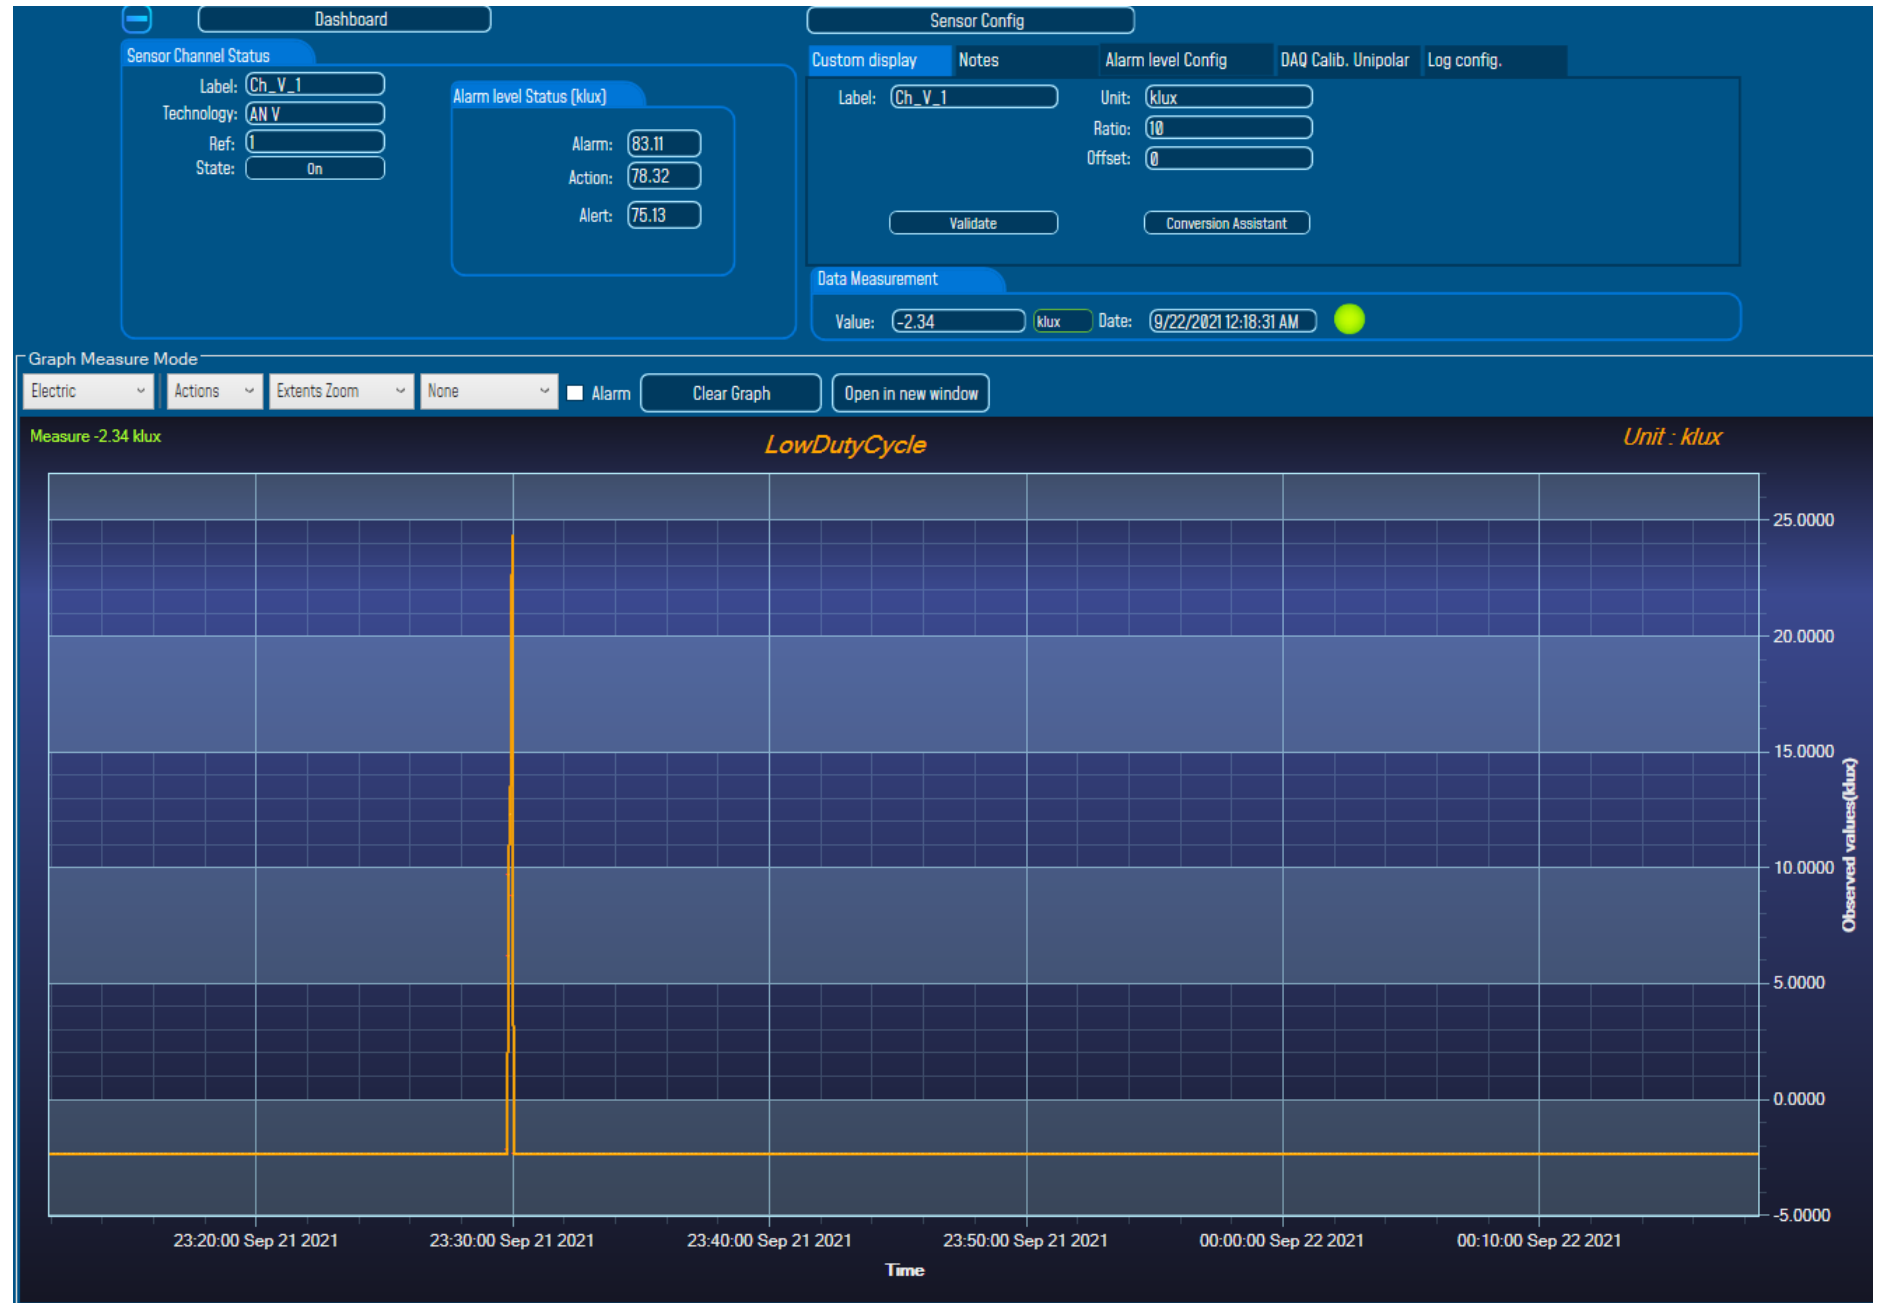 Dashboard
Sensor Channel Status
Label: Ch_V_1
Technology: AN V
Ref: 1
State: On
Alarm level Status (klux)
Alarm: 83.11
Action: 78.32
Alert: 75.13
Sensor Config
Custom display Notes Alarm level Config DAQ Calib. Unipolar Log config.
Label: Ch_V_1 Unit: klux
Ratio: 10
Offset: 0
Validate Conversion Assistant
Data Measurement
Value: -2.34 klux Date: 9/22/2021 12:18:31 AM
Graph Measure Mode
Electric Actions Extents Zoom None Alarm Clear Graph Open in new window
Measure -2.34 klux
LowDutyCycle
Unit : klux
25.0000
20.0000
15.0000
10.0000
5.0000
0.0000
-5.0000
Observed values(klux)
23:20:00 Sep 21 2021 23:30:00 Sep 21 2021 23:40:00 Sep 21 2021 23:50:00 Sep 21 2021 00:00:00 Sep 22 2021 00:10:00 Sep 22 2021
Time